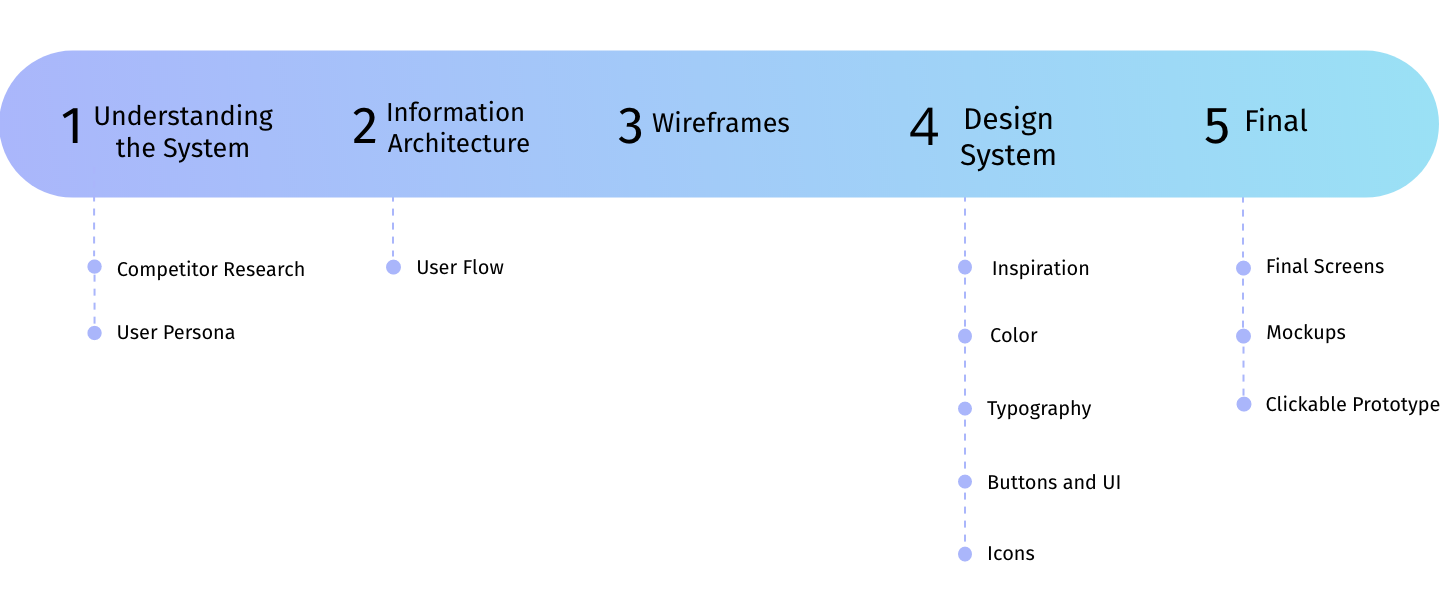 1 Understanding
the System
2 Information
Architecture
3 Wireframes
4 Design
System
5 Final
Competitor Research
User Persona
User Flow
Inspiration
Color
Typography
Buttons and UI
Icons
Final Screens
Mockups
Clickable Prototype